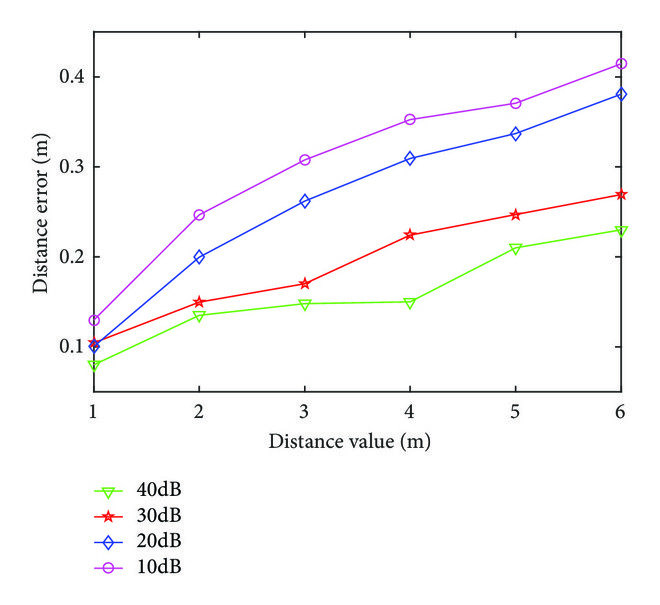 0.4
0.3
0.2
0.1
Distance error (m)
1 2 3 4 5 6
Distance value (m)
40dB
30dB
20dB
10dB